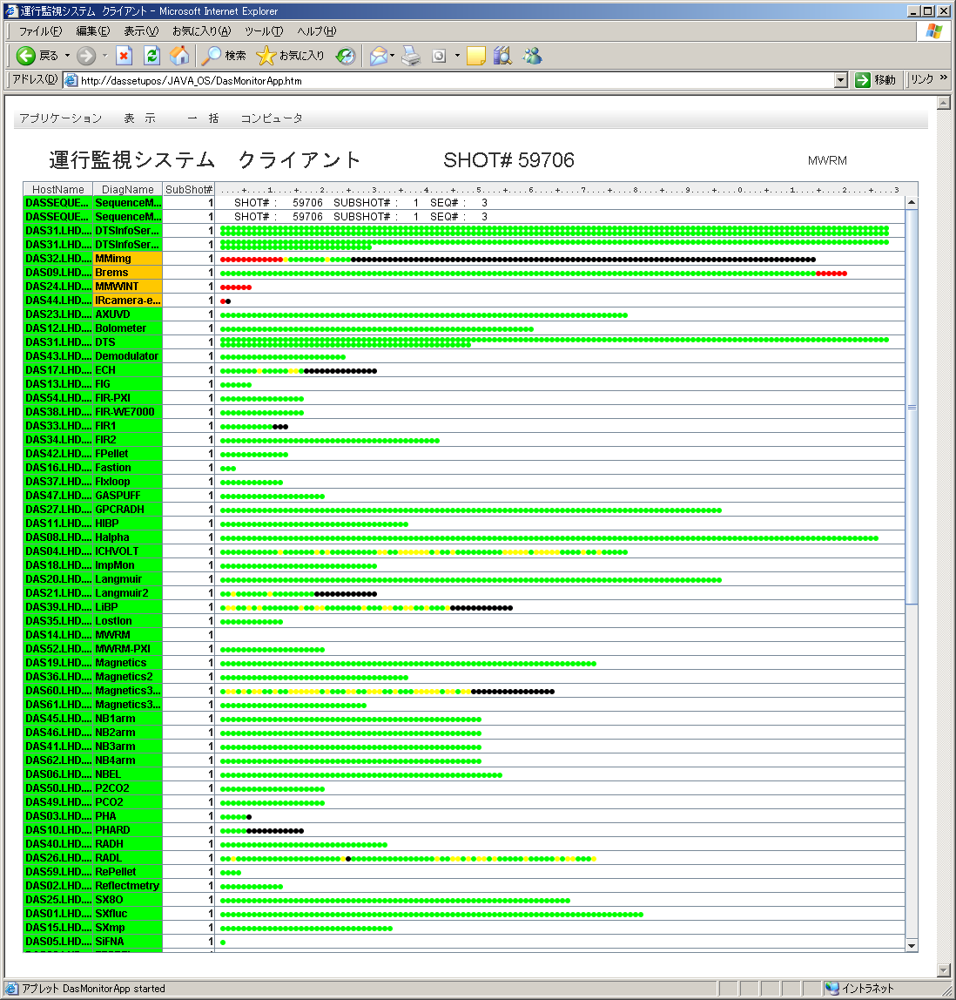 運行監視システム クライアント - Microsoft Internet Explorer
ファイル(F) 編集(E) 表示(V) お気に入り(A) ツール(T) ヘルプ(H)
戻る 検索 お気に入り
アドレス(D) http://dassetupos/JAVA_OS/DasMonitorApp.htm 移動 リンク »
アプリケーション 表 示 一 括 コンピュータ
運行監視システム クライアント SHOT# 59706 MWRM
HostName DiagName SubShot# ....+....1....+....2....+....3....+....4....+....5....+....6....+....7....+....8....+....9....+....0....+....1....+....2....+....3
DASSEQUE... SequenceM... 1 SHOT# : 59706 SUBSHOT# : 1 SEQ# : 3
DASSEQUE... SequenceM... 1 SHOT# : 59706 SUBSHOT# : 1 SEQ# : 3
DAS31.LHD.... DTSInfoSer... 1
DAS31.LHD.... DTSInfoSer... 1
DAS32.LHD.... MMimg 1
DAS09.LHD.... Brems 1
DAS24.LHD.... MMWINT 1
DAS44.LHD.... IRcamera-e... 1
DAS23.LHD.... AXUVD 1
DAS12.LHD.... Bolometer 1
DAS31.LHD.... DTS 1
DAS43.LHD.... Demodulator 1
DAS17.LHD.... ECH 1
DAS13.LHD.... FIG 1
DAS54.LHD.... FIR-PXI 1
DAS38.LHD.... FIR-WE7000 1
DAS33.LHD.... FIR1 1
DAS34.LHD.... FIR2 1
DAS42.LHD.... FPellet 1
DAS16.LHD.... Fastion 1
DAS37.LHD.... Flxloop 1
DAS47.LHD.... GASPUFF 1
DAS27.LHD.... GPCRADH 1
DAS11.LHD.... HIBP 1
DAS08.LHD.... Halpha 1
DAS04.LHD.... ICHVOLT 1
DAS18.LHD.... ImpMon 1
DAS20.LHD.... Langmuir 1
DAS21.LHD.... Langmuir2 1
DAS39.LHD.... LiBP 1
DAS35.LHD.... LostIon 1
DAS14.LHD.... MWRM 1
DAS52.LHD.... MWRM-PXI 1
DAS19.LHD.... Magnetics 1
DAS36.LHD.... Magnetics2 1
DAS60.LHD.... Magnetics3... 1
DAS61.LHD.... Magnetics3... 1
DAS45.LHD.... NB1arm 1
DAS46.LHD.... NB2arm 1
DAS41.LHD.... NB3arm 1
DAS62.LHD.... NB4arm 1
DAS06.LHD.... NBEL 1
DAS50.LHD.... P2CO2 1
DAS49.LHD.... PCO2 1
DAS03.LHD.... PHA 1
DAS10.LHD.... PHARD 1
DAS40.LHD.... RADH 1
DAS26.LHD.... RADL 1
DAS59.LHD.... RePellet 1
DAS02.LHD.... Reflectmetry 1
DAS25.LHD.... SX8O 1
DAS01.LHD.... SXfluc 1
DAS15.LHD.... SXmp 1
DAS05.LHD.... SiFNA 1
アプレット DasMonitorApp started イントラネット